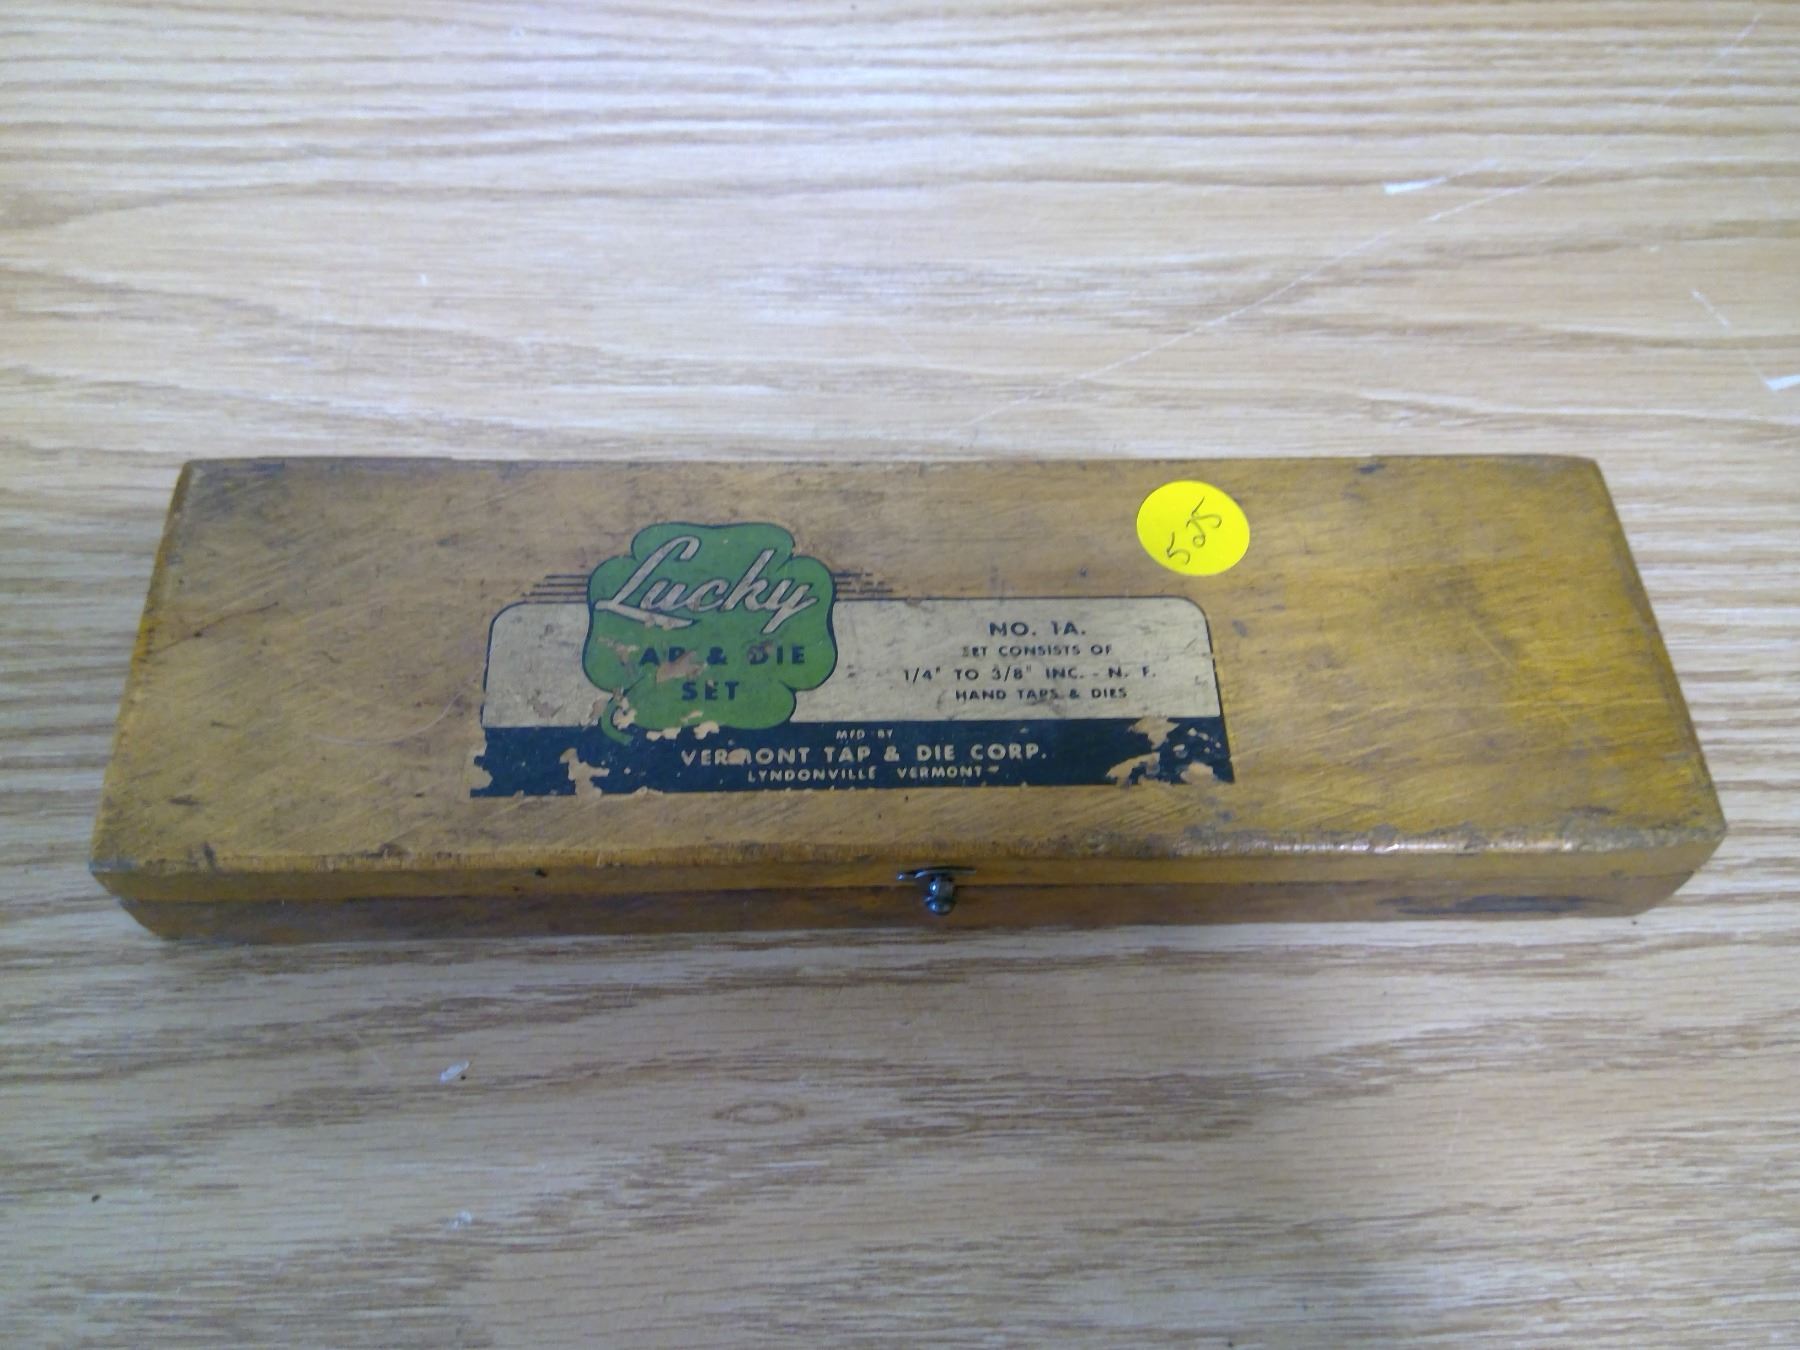 525
Lucky
TAP & DIE
SET
NO. 1A.
SET CONSISTS OF
1/4" TO 3/8" INC. - N. F.
HAND TAPS & DIES
MFD BY
VERMONT TAP & DIE CORP.
LYNDONVILLE VERMONT